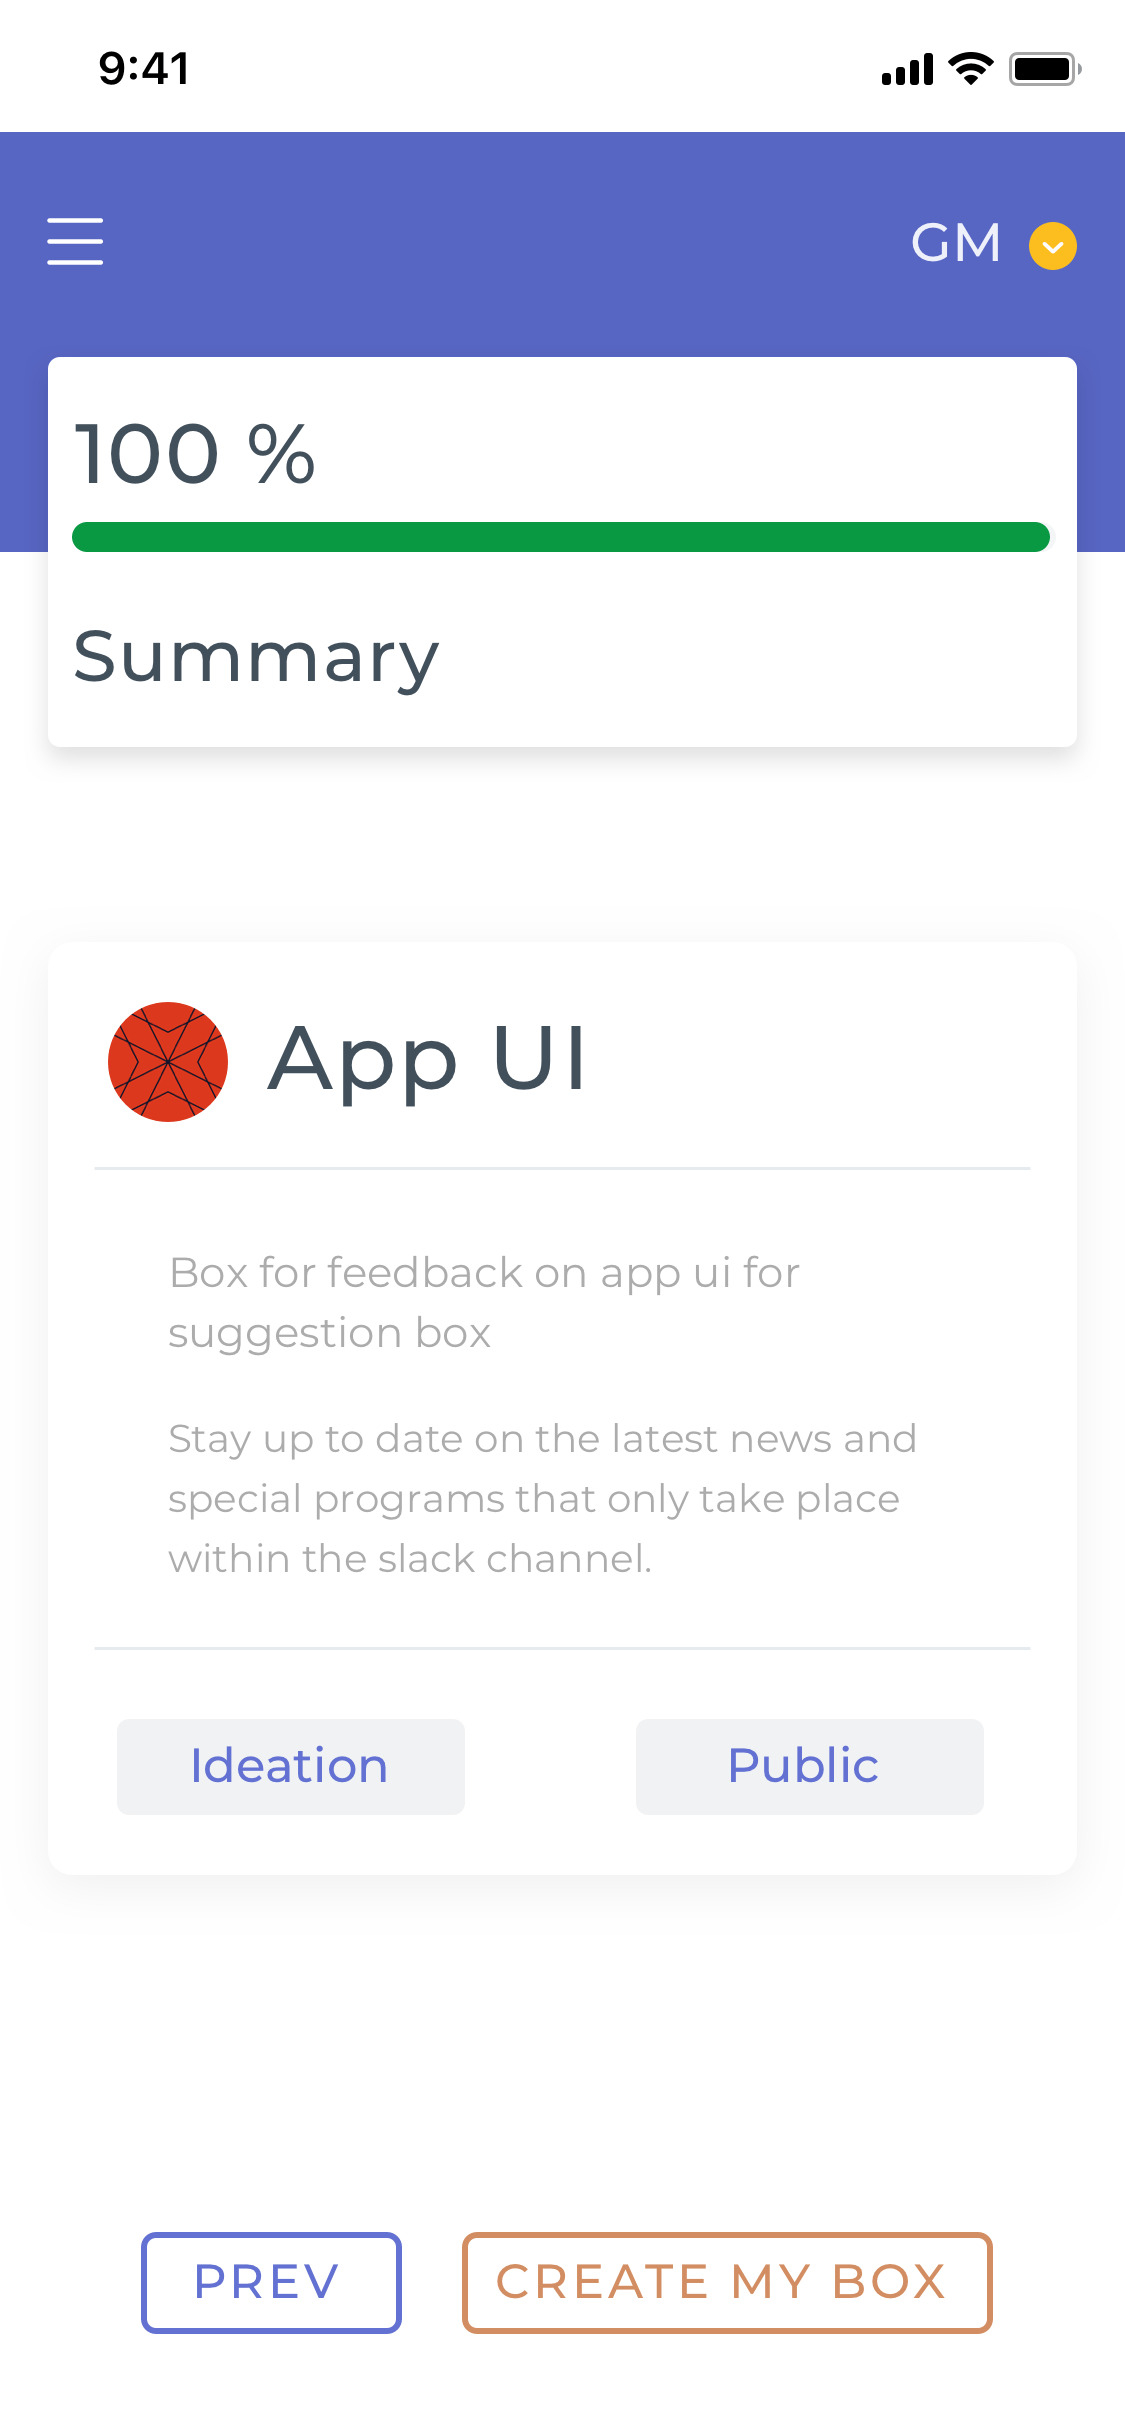 9:41
GM
100 %
Summary
App UI
Box for feedback on app ui for
suggestion box
Stay up to date on the latest news and
special programs that only take place
within the slack channel.
Ideation
Public
PREV
CREATE MY BOX